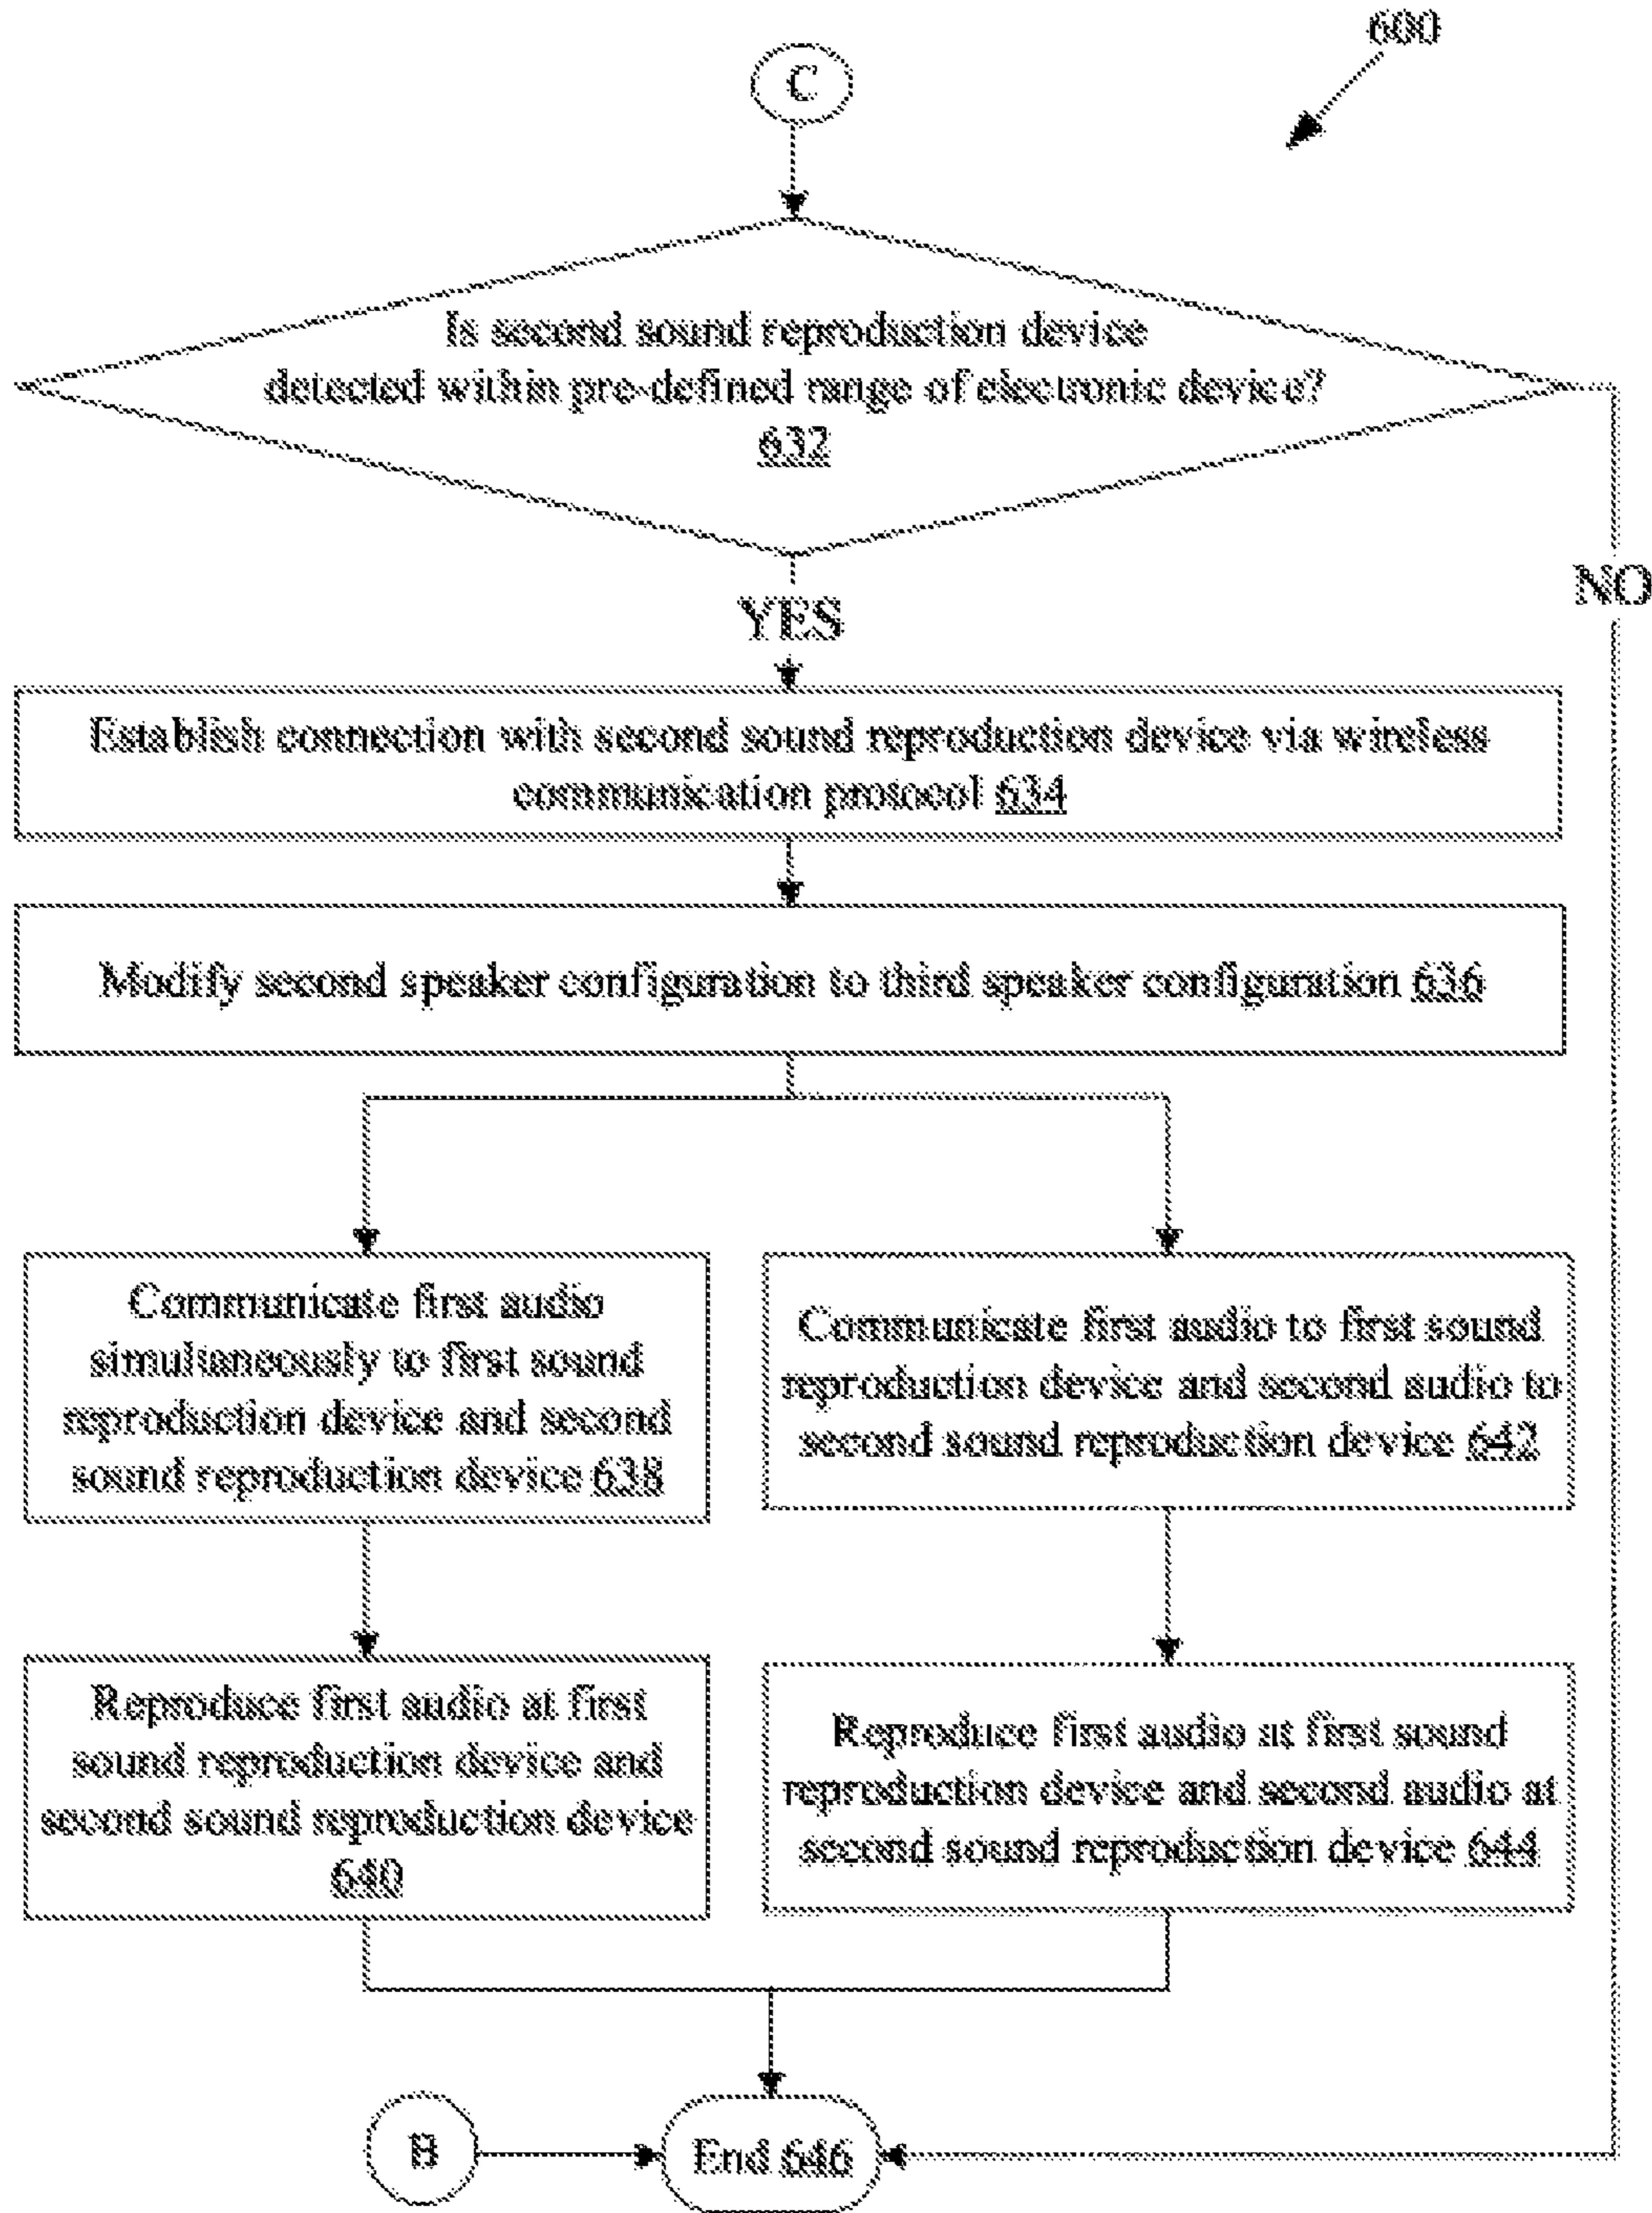 600
C
Is second sound reproduction device
detected within pre-defined range of electronic device?
632
YES
NO
Establish connection with second sound reproduction device via wireless
communication protocol 634
Modify second speaker configuration to third speaker configuration 636
Communicate first audio
simultaneously to first sound
reproduction device and second
sound reproduction device 638
Communicate first audio to first sound
reproduction device and second audio to
second sound reproduction device 642
Reproduce first audio at first
sound reproduction device and
second sound reproduction device
640
Reproduce first audio at first sound
reproduction device and second audio at
second sound reproduction device 644
B
End 646